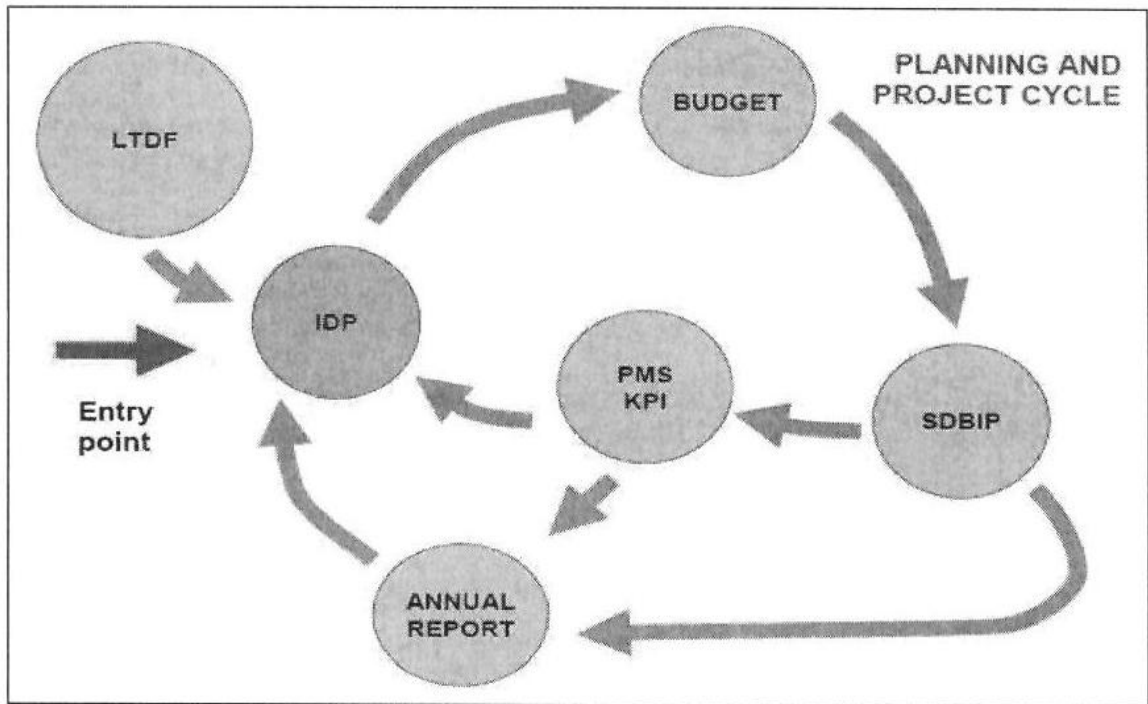 PLANNING AND
PROJECT CYCLE
LTDF
BUDGET
IDP
PMS
KPI
SDBIP
Entry
point
ANNUAL
REPORT